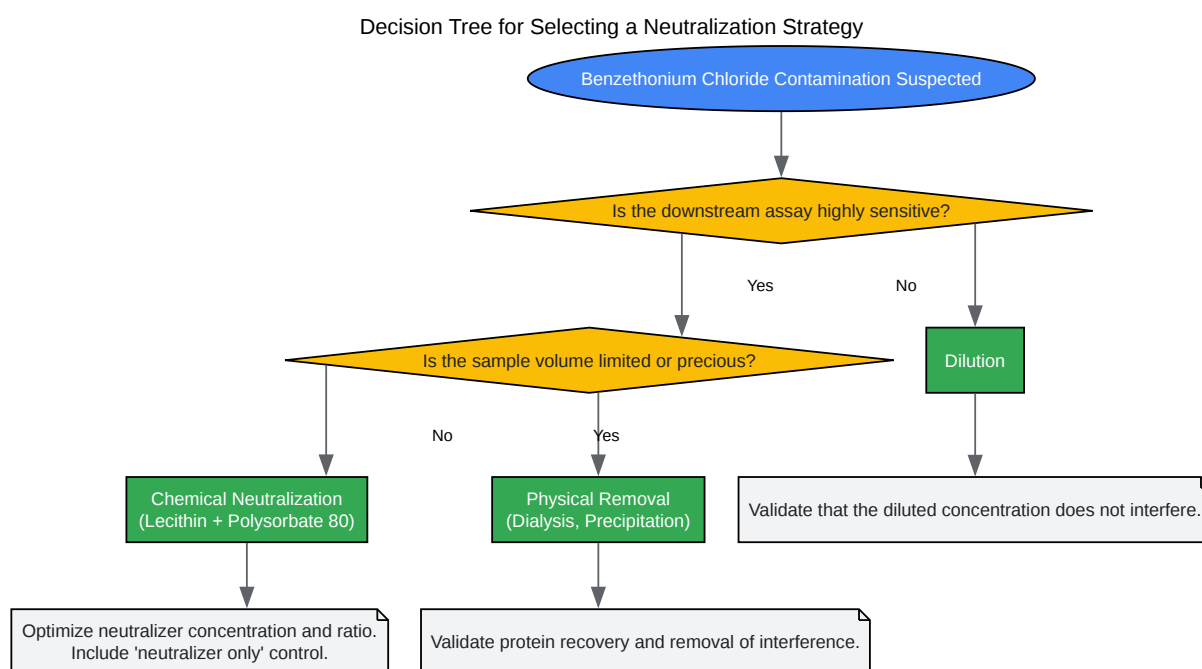 Decision Tree for Selecting a Neutralization Strategy
Benzethonium Chloride Contamination Suspected
Is the downstream assay highly sensitive?
Yes
No
Is the sample volume limited or precious?
Dilution
No
Yes
Chemical Neutralization
(Lecithin + Polysorbate 80)
Physical Removal
(Dialysis, Precipitation)
Validate that the diluted concentration does not interfere.
Optimize neutralizer concentration and ratio.
Include 'neutralizer only' control.
Validate protein recovery and removal of interference.